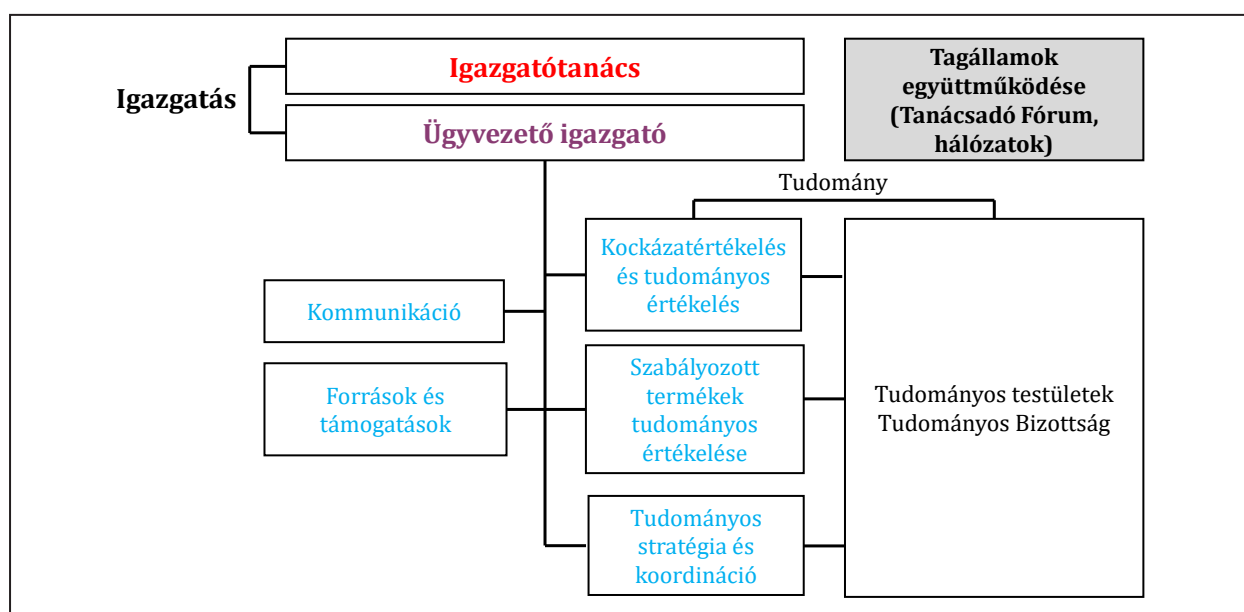 Igazgatás
Igazgatótanács
Ügyvezető igazgató
Tagállamok
együttműködése
(Tanácsadó Fórum,
hálózatok)
Tudomány
Kockázatértékelés
és tudományos
értékelés
Kommunikáció
Források és
támogatások
Szabályozott
termékek
tudományos
értékelése
Tudományos testületek
Tudományos Bizottság
Tudományos
stratégia és
koordináció